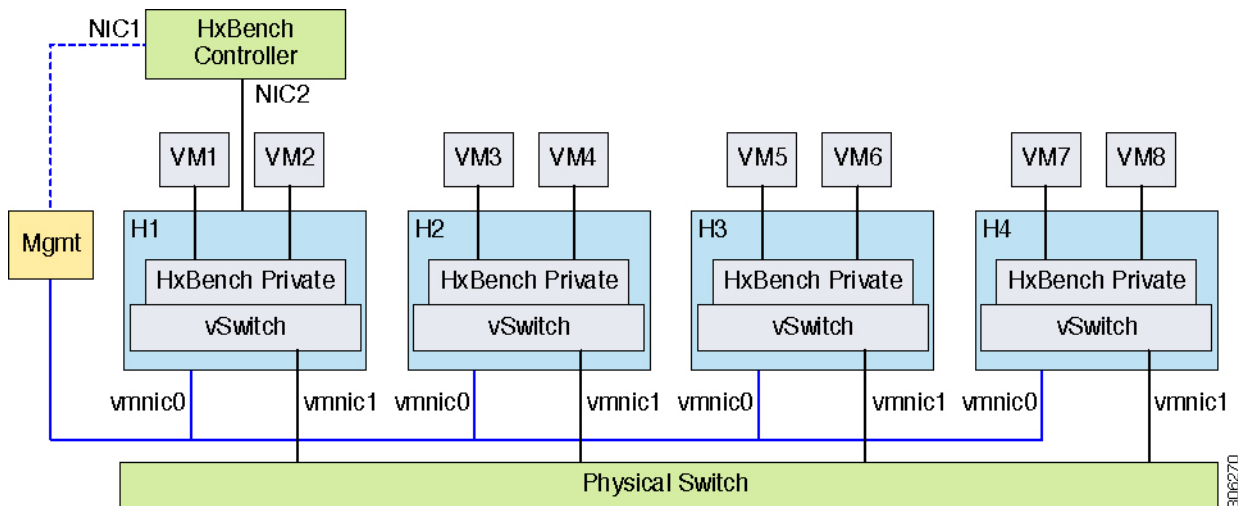 NIC1
HxBench
Controller
NIC2
VM1
VM2
VM3
VM4
VM5
VM6
VM7
VM8
Mgmt
H1
H2
H3
H4
HxBench Private
HxBench Private
HxBench Private
HxBench Private
vSwitch
vSwitch
vSwitch
vSwitch
vmnic0
vmnic1
vmnic0
vmnic1
vmnic0
vmnic1
vmnic0
vmnic1
Physical Switch
306270